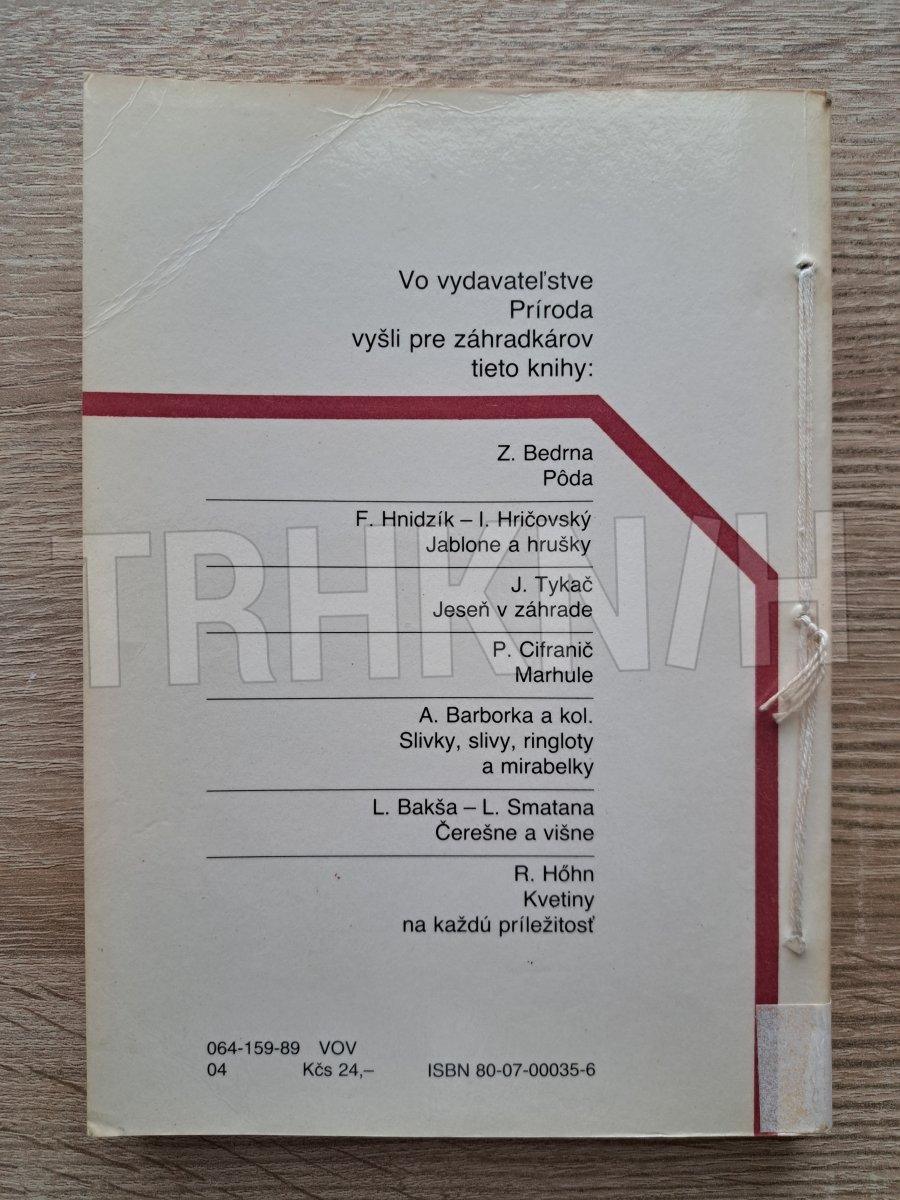 Vo vydavateľstve
Príroda
vyšli pre záhradkárov
tieto knihy:
Z. Bedrna
Pôda
F. Hnidzík – I. Hričovský
Jablone a hrušky
J. Tykač
Jeseň v záhrade
P. Cifranič
Marhule
A. Barborka a kol.
Slivky, slivy, ringloty
a mirabelky
L. Bakša – L. Smatana
Čerešne a višne
R. Hőhn
Kvetiny
na každú príležitosť
064-159-89 VOV
04 Kčs 24,– ISBN 80-07-00035-6
TRHKNIH